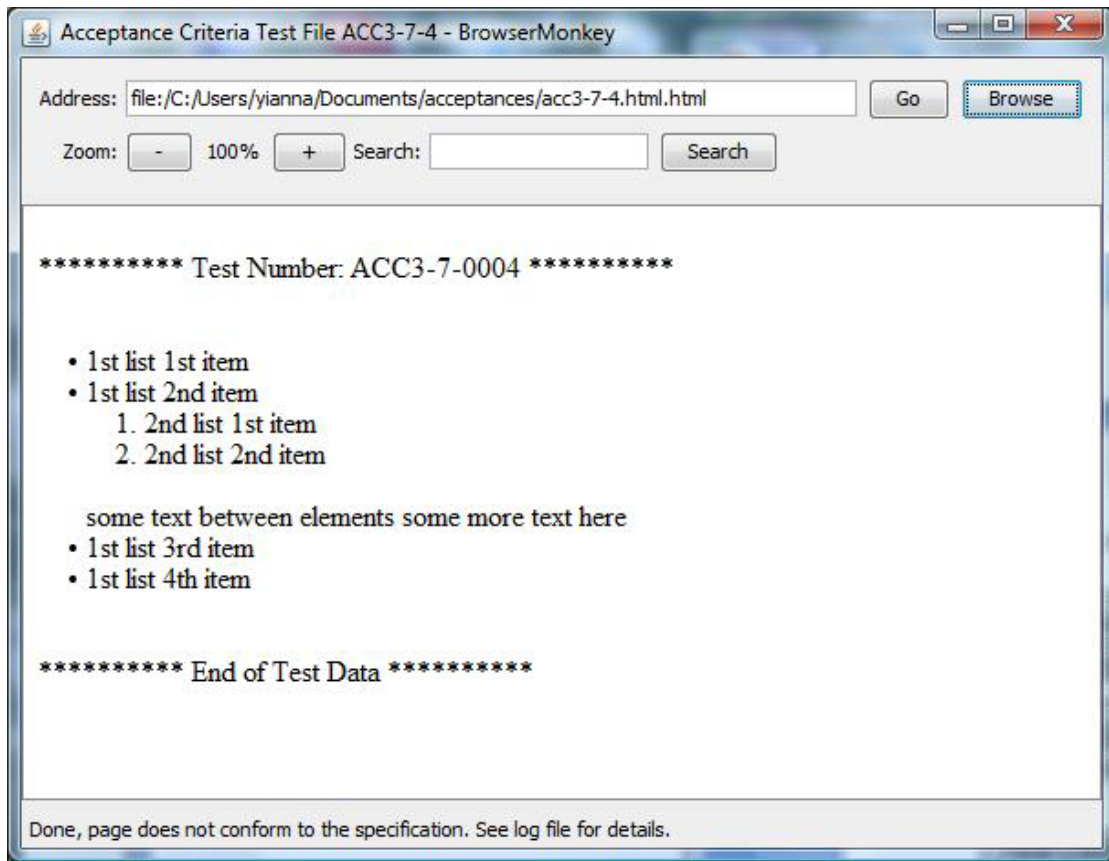 Acceptance Criteria Test File ACC3-7-4 - BrowserMonkey
Address: file:/C:/Users/yianna/Documents/acceptances/acc3-7-4.html.html Go Browse
Zoom: - 100% + Search: Search
********** Test Number: ACC3-7-0004 **********
• 1st list 1st item
• 1st list 2nd item
1. 2nd list 1st item
2. 2nd list 2nd item
some text between elements some more text here
• 1st list 3rd item
• 1st list 4th item
********** End of Test Data **********
Done, page does not conform to the specification. See log file for details.